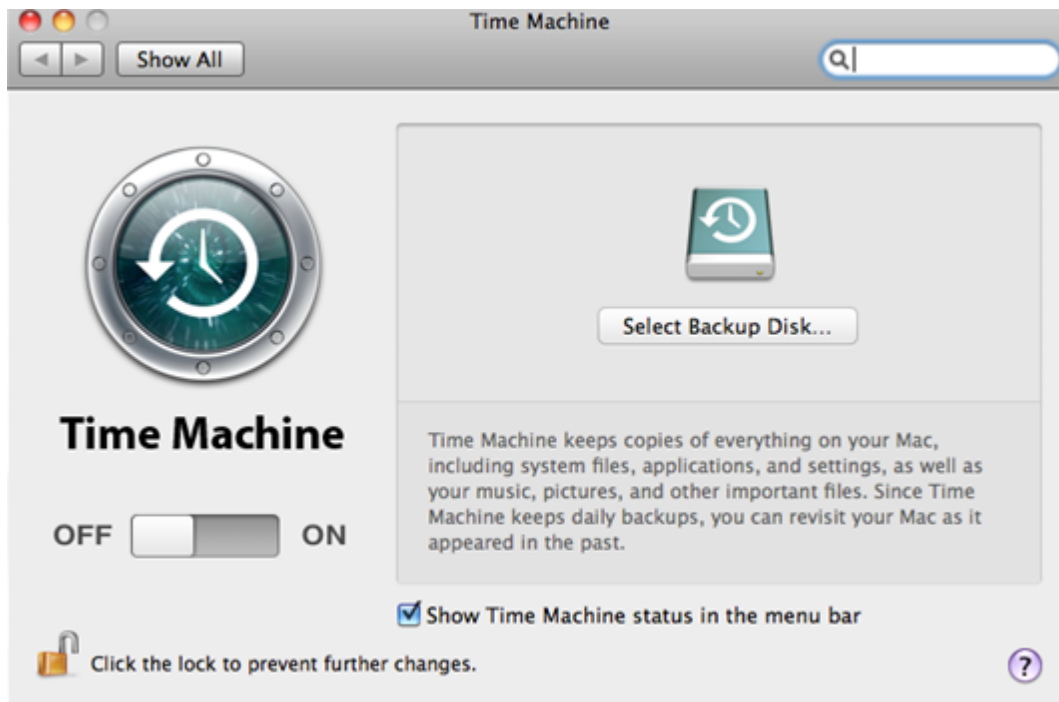 Time Machine
Show All
Select Backup Disk...
Time Machine
Time Machine keeps copies of everything on your Mac,
including system files, applications, and settings, as well as
your music, pictures, and other important files. Since Time
Machine keeps daily backups, you can revisit your Mac as it
appeared in the past.
OFF ON
Show Time Machine status in the menu bar
Click the lock to prevent further changes.
?